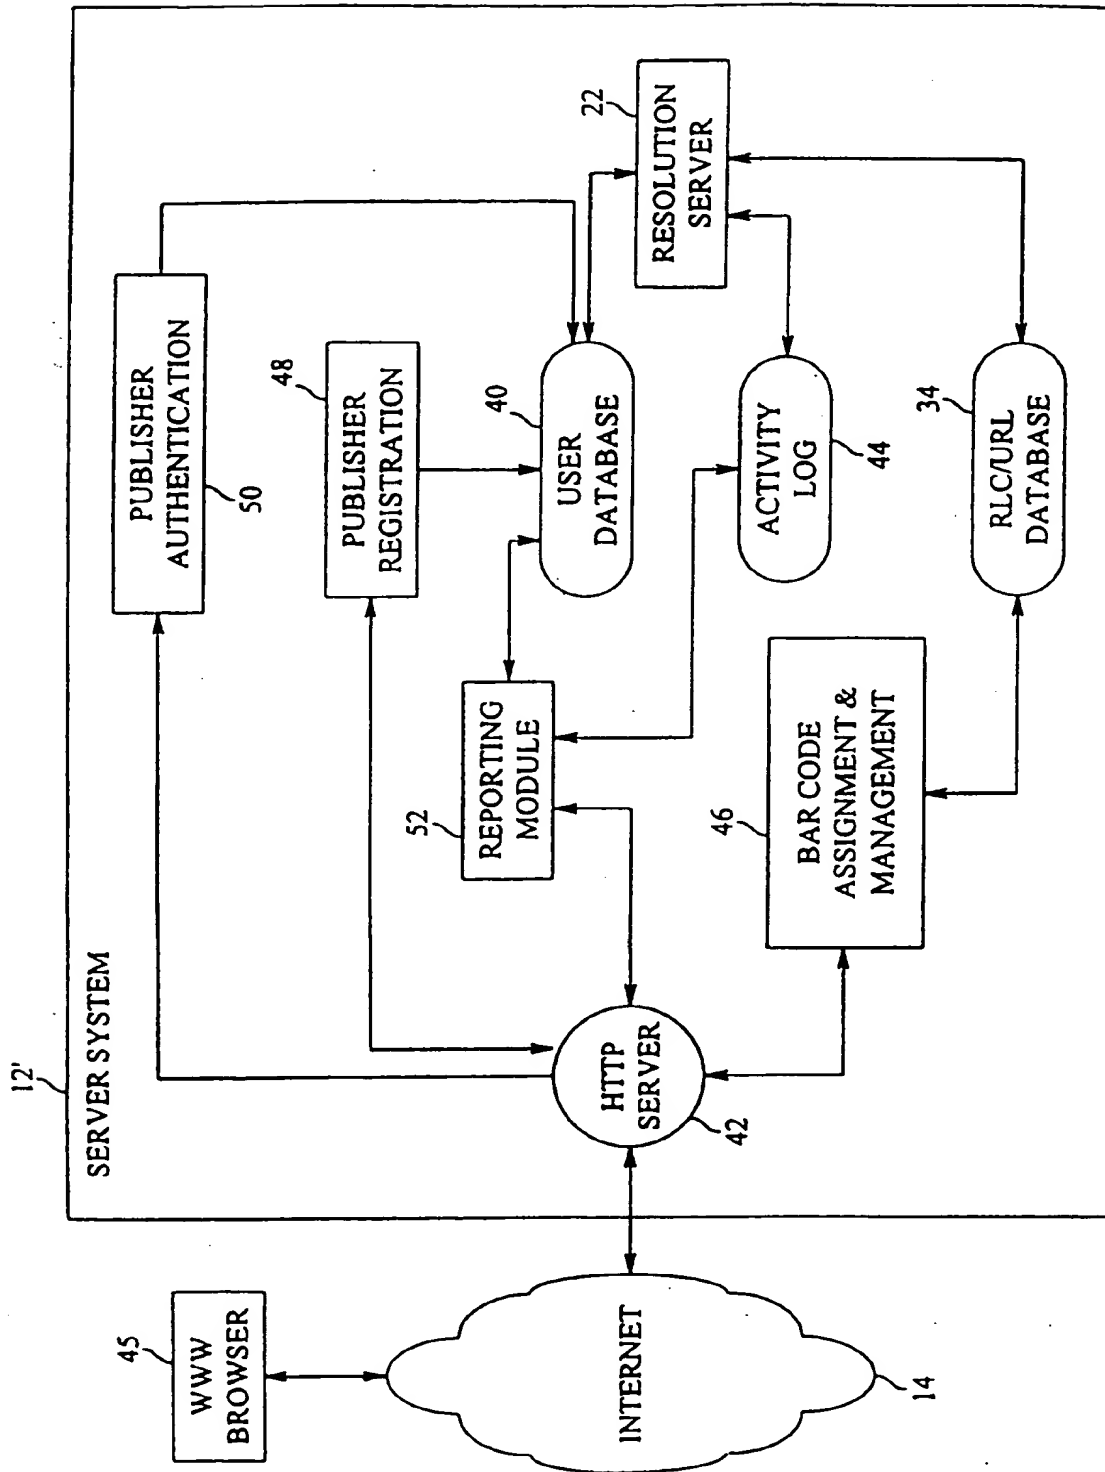 12'
SERVER SYSTEM
45
WWW
BROWSER
INTERNET
14
HTTP
SERVER
42
PUBLISHER
AUTHENTICATION
50
48
PUBLISHER
REGISTRATION
52
REPORTING
MODULE
40
USER
DATABASE
22
RESOLUTION
SERVER
ACTIVITY
LOG
44
46
BAR CODE
ASSIGNMENT &
MANAGEMENT
34
RLC/URL
DATABASE